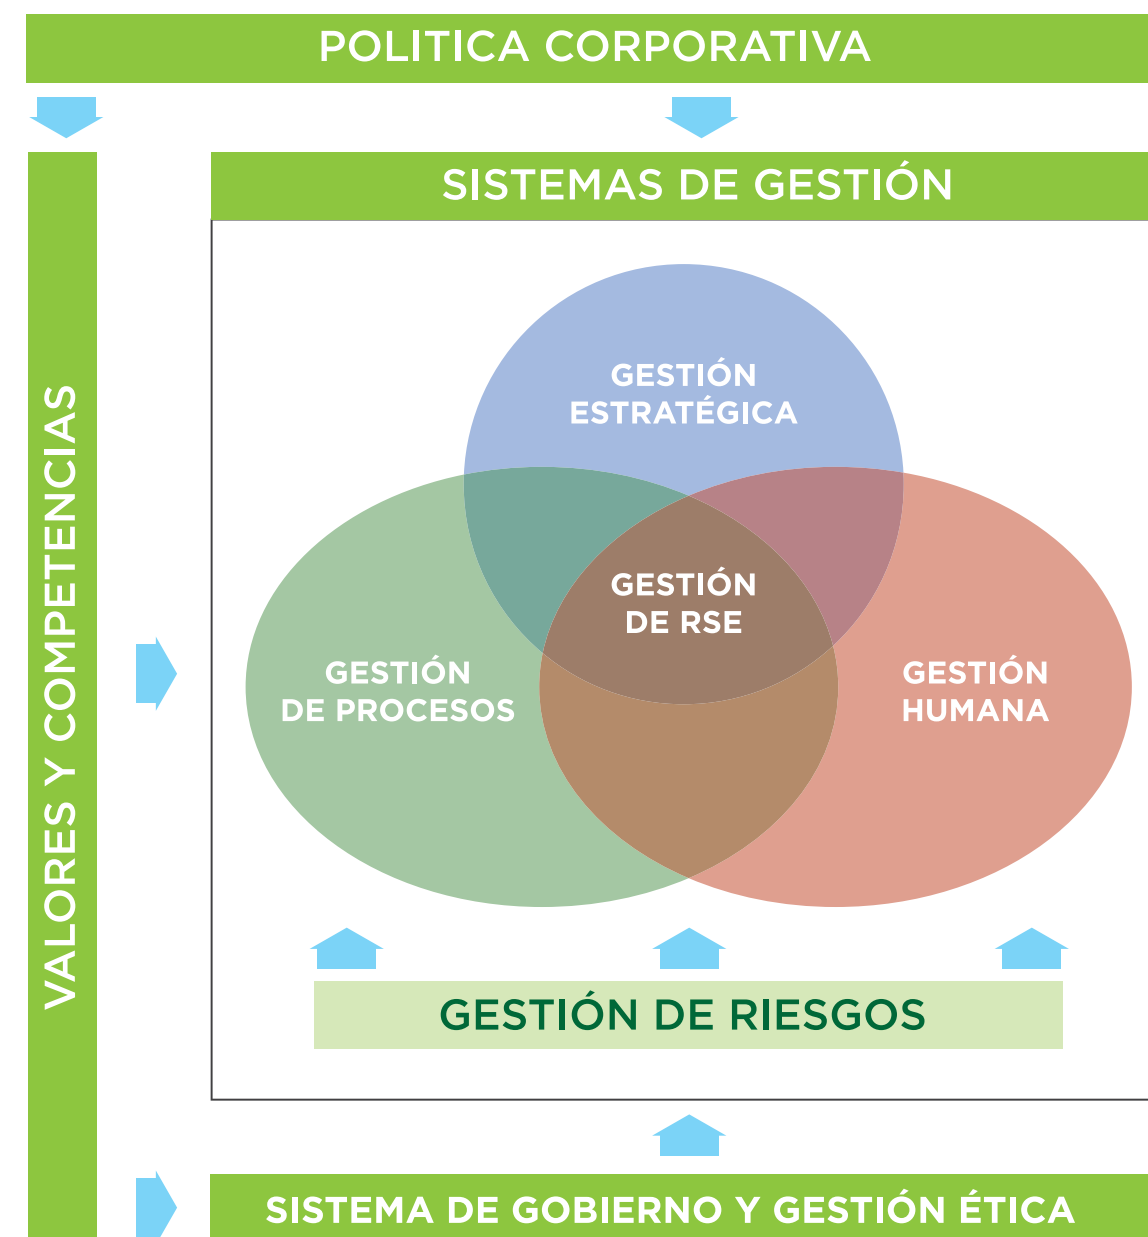 POLITICA CORPORATIVA
SISTEMAS DE GESTIÓN
VALORES Y COMPETENCIAS
GESTIÓN
ESTRATÉGICA
GESTIÓN
DE RSE
GESTIÓN
DE PROCESOS
GESTIÓN
HUMANA
GESTIÓN DE RIESGOS
SISTEMA DE GOBIERNO Y GESTIÓN ÉTICA